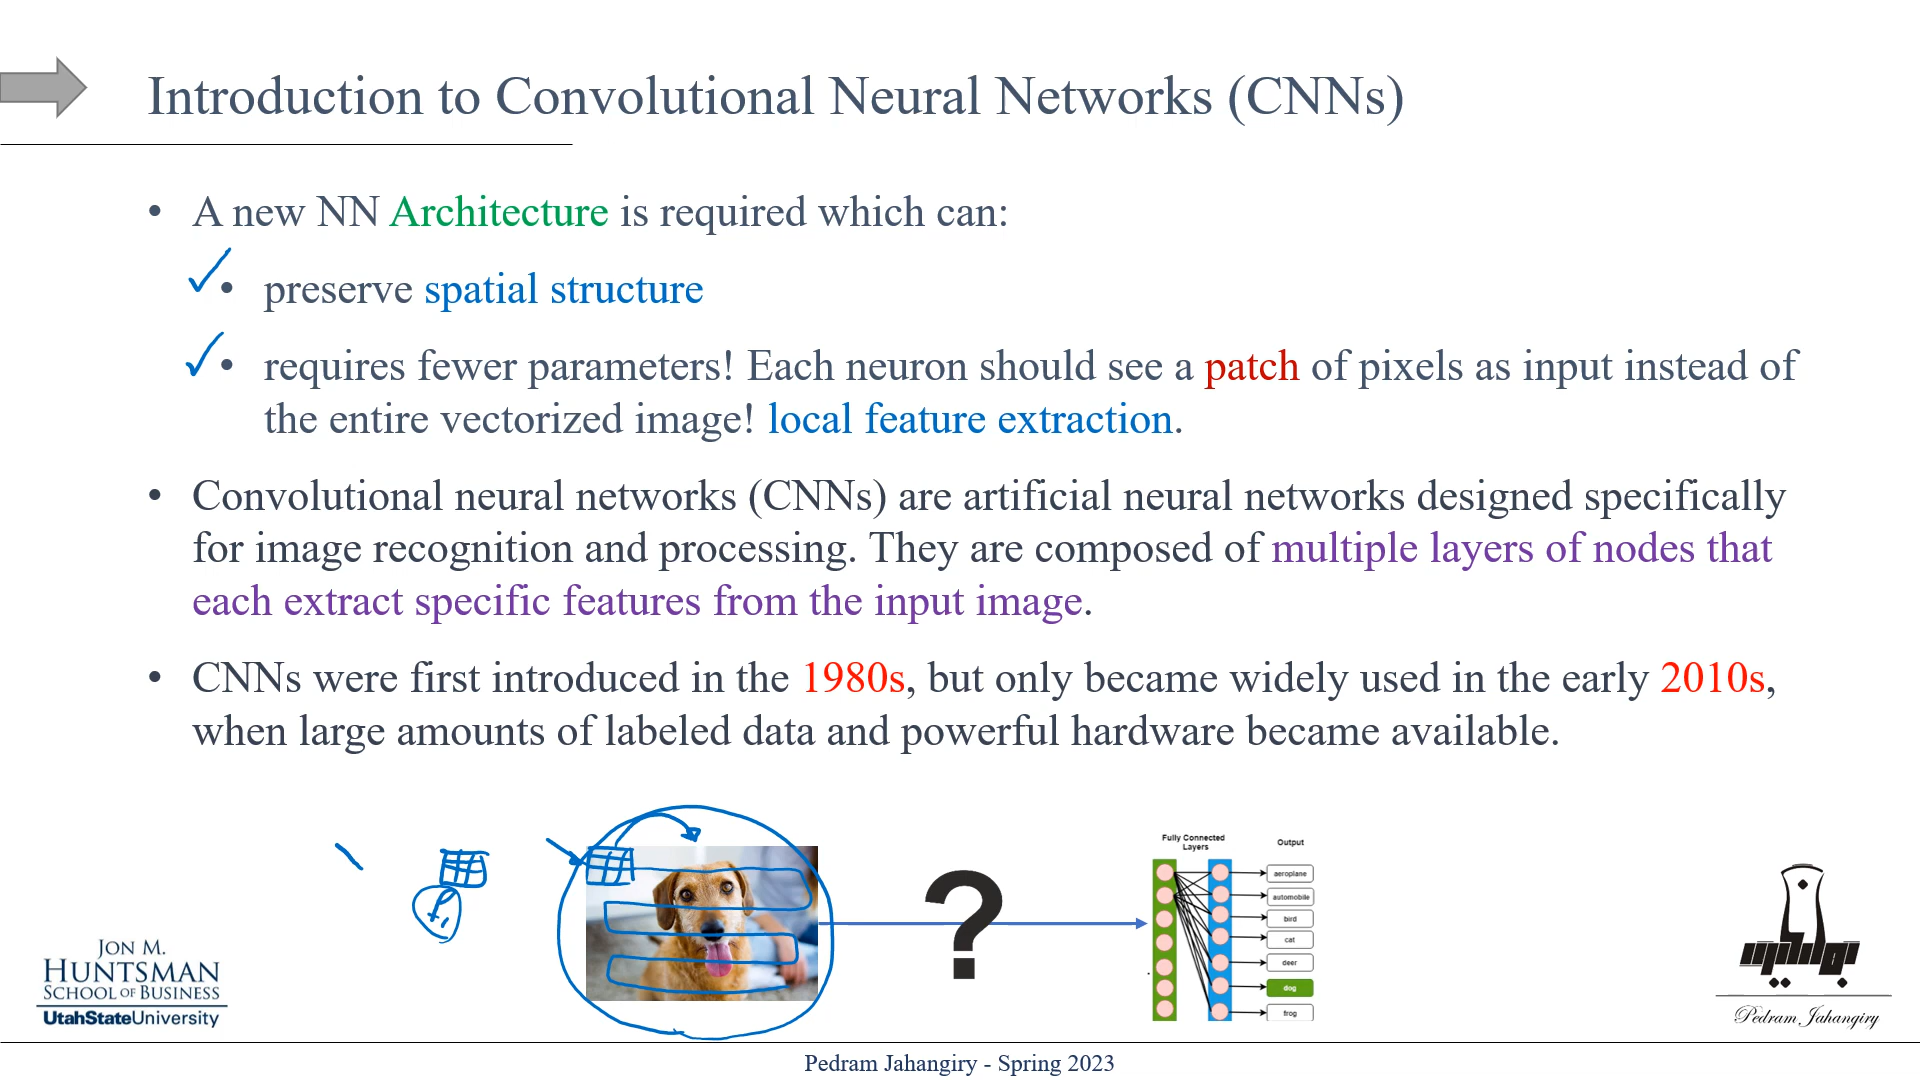 Introduction to Convolutional Neural Networks (CNNs)
• A new NN Architecture is required which can:
• preserve spatial structure
• requires fewer parameters! Each neuron should see a patch of pixels as input instead of
the entire vectorized image! local feature extraction.
• Convolutional neural networks (CNNs) are artificial neural networks designed specifically
for image recognition and processing. They are composed of multiple layers of nodes that
each extract specific features from the input image.
• CNNs were first introduced in the 1980s, but only became widely used in the early 2010s,
when large amounts of labeled data and powerful hardware became available.
?
Fully Connected
Layers
Output
aeroplane
automobile
bird
cat
deer
dog
frog
JON M.
HUNTSMAN
SCHOOL OF BUSINESS
UtahStateUniversity
Pedram Jahangiry
Pedram Jahangiry - Spring 2023